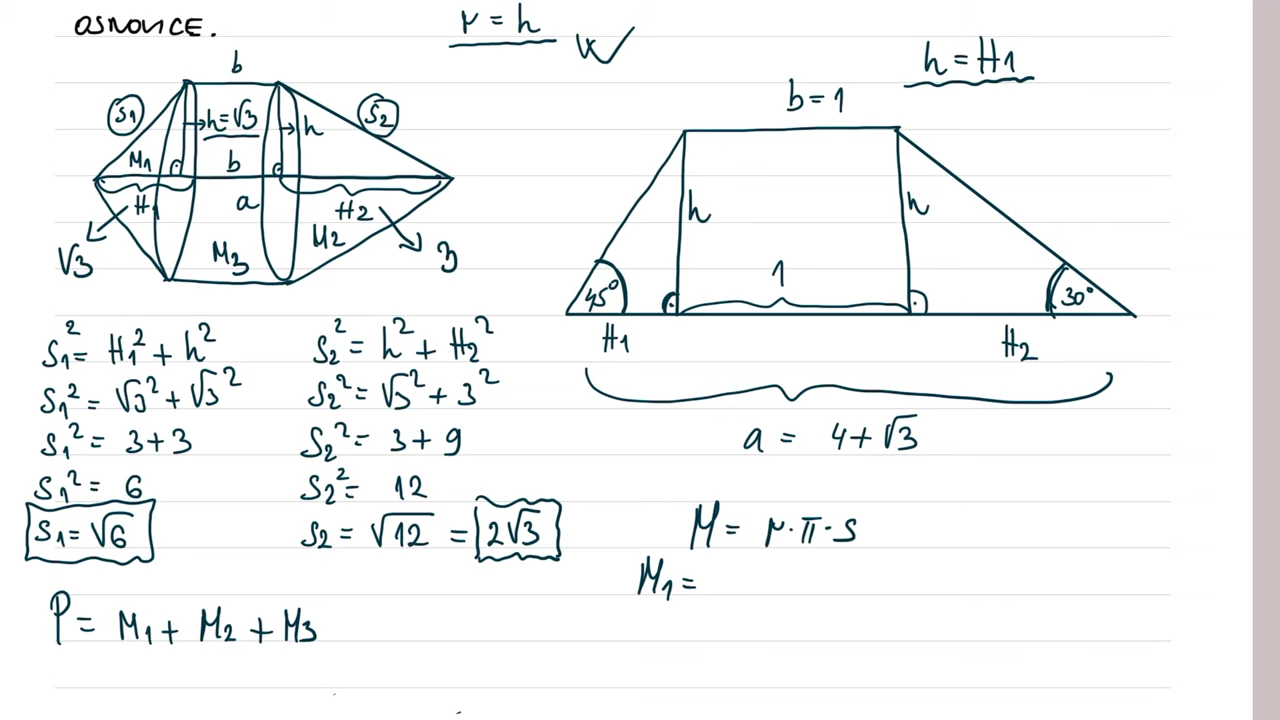 OSNOVICE.
r = h
h = H1
b
b = 1
S1
h = √3
h
S2
M1
b
H1
a
H2
M2
M3
√3
3
h
h
45°
1
30°
H1
H2
a = 4 + √3
S1² = H1² + h²
S1² = √3² + √3²
S1² = 3 + 3
S1² = 6
S1 = √6
S2² = h² + H2²
S2² = √3² + 3²
S2² = 3 + 9
S2² = 12
S2 = √12 = 2√3
M = r · π · s
M1 =
P = M1 + M2 + M3